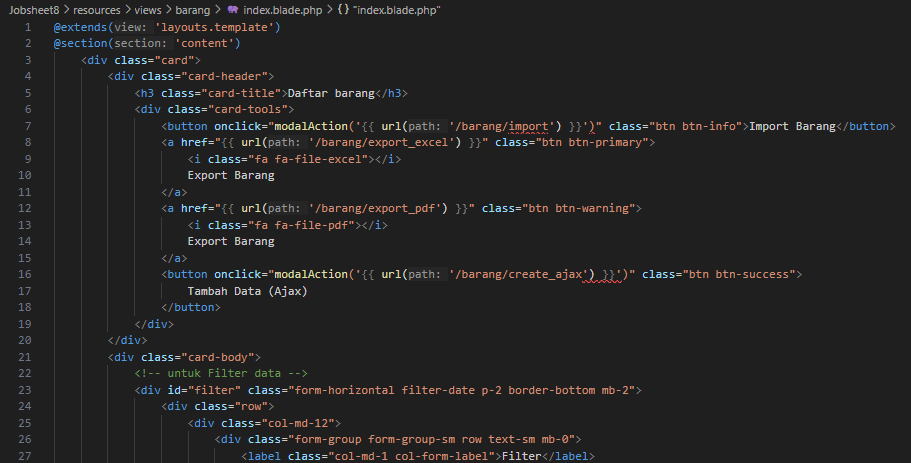 Jobsheet8 > resources > views > barang > index.blade.php > {} "index.blade.php"
1 @extends(view: 'layouts.template')
2 @section(section: 'content')
3 <div class="card">
4 <div class="card-header">
5 <h3 class="card-title">Daftar barang</h3>
6 <div class="card-tools">
7 <button onclick="modalAction('{{ url(path: '/barang/import') }}')" class="btn btn-info">Import Barang</button>
8 <a href="{{ url(path: '/barang/export_excel') }}" class="btn btn-primary">
9 <i class="fa fa-file-excel"></i>
10 Export Barang
11 </a>
12 <a href="{{ url(path: '/barang/export_pdf') }}" class="btn btn-warning">
13 <i class="fa fa-file-pdf"></i>
14 Export Barang
15 </a>
16 <button onclick="modalAction('{{ url(path: '/barang/create_ajax') }}')" class="btn btn-success">
17 Tambah Data (Ajax)
18 </button>
19 </div>
20 </div>
21 <div class="card-body">
22 <!-- untuk Filter data -->
23 <div id="filter" class="form-horizontal filter-date p-2 border-bottom mb-2">
24 <div class="row">
25 <div class="col-md-12">
26 <div class="form-group form-group-sm row text-sm mb-0">
27 <label class="col-md-1 col-form-label">Filter</label>